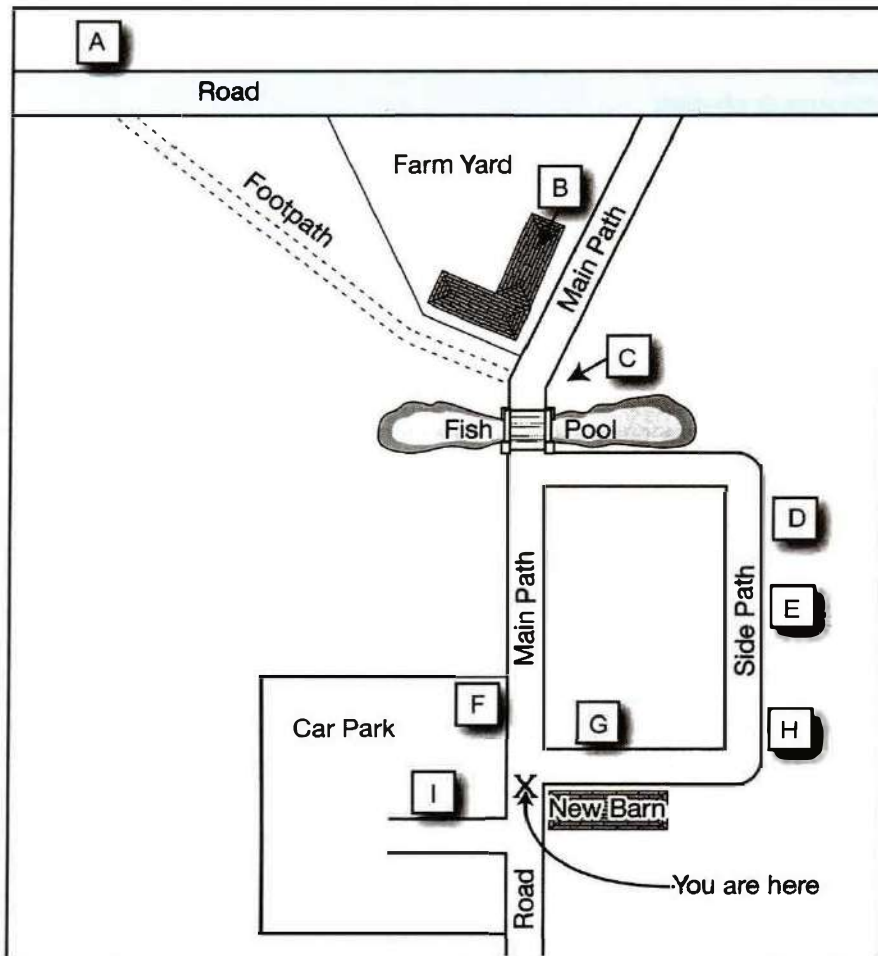 A
Road
Farm Yard
B
Footpath
Main Path
C
Fish Pool
D
Main Path
E
Side Path
F
G
H
Car Park
I
X
New Barn
You are here
Road